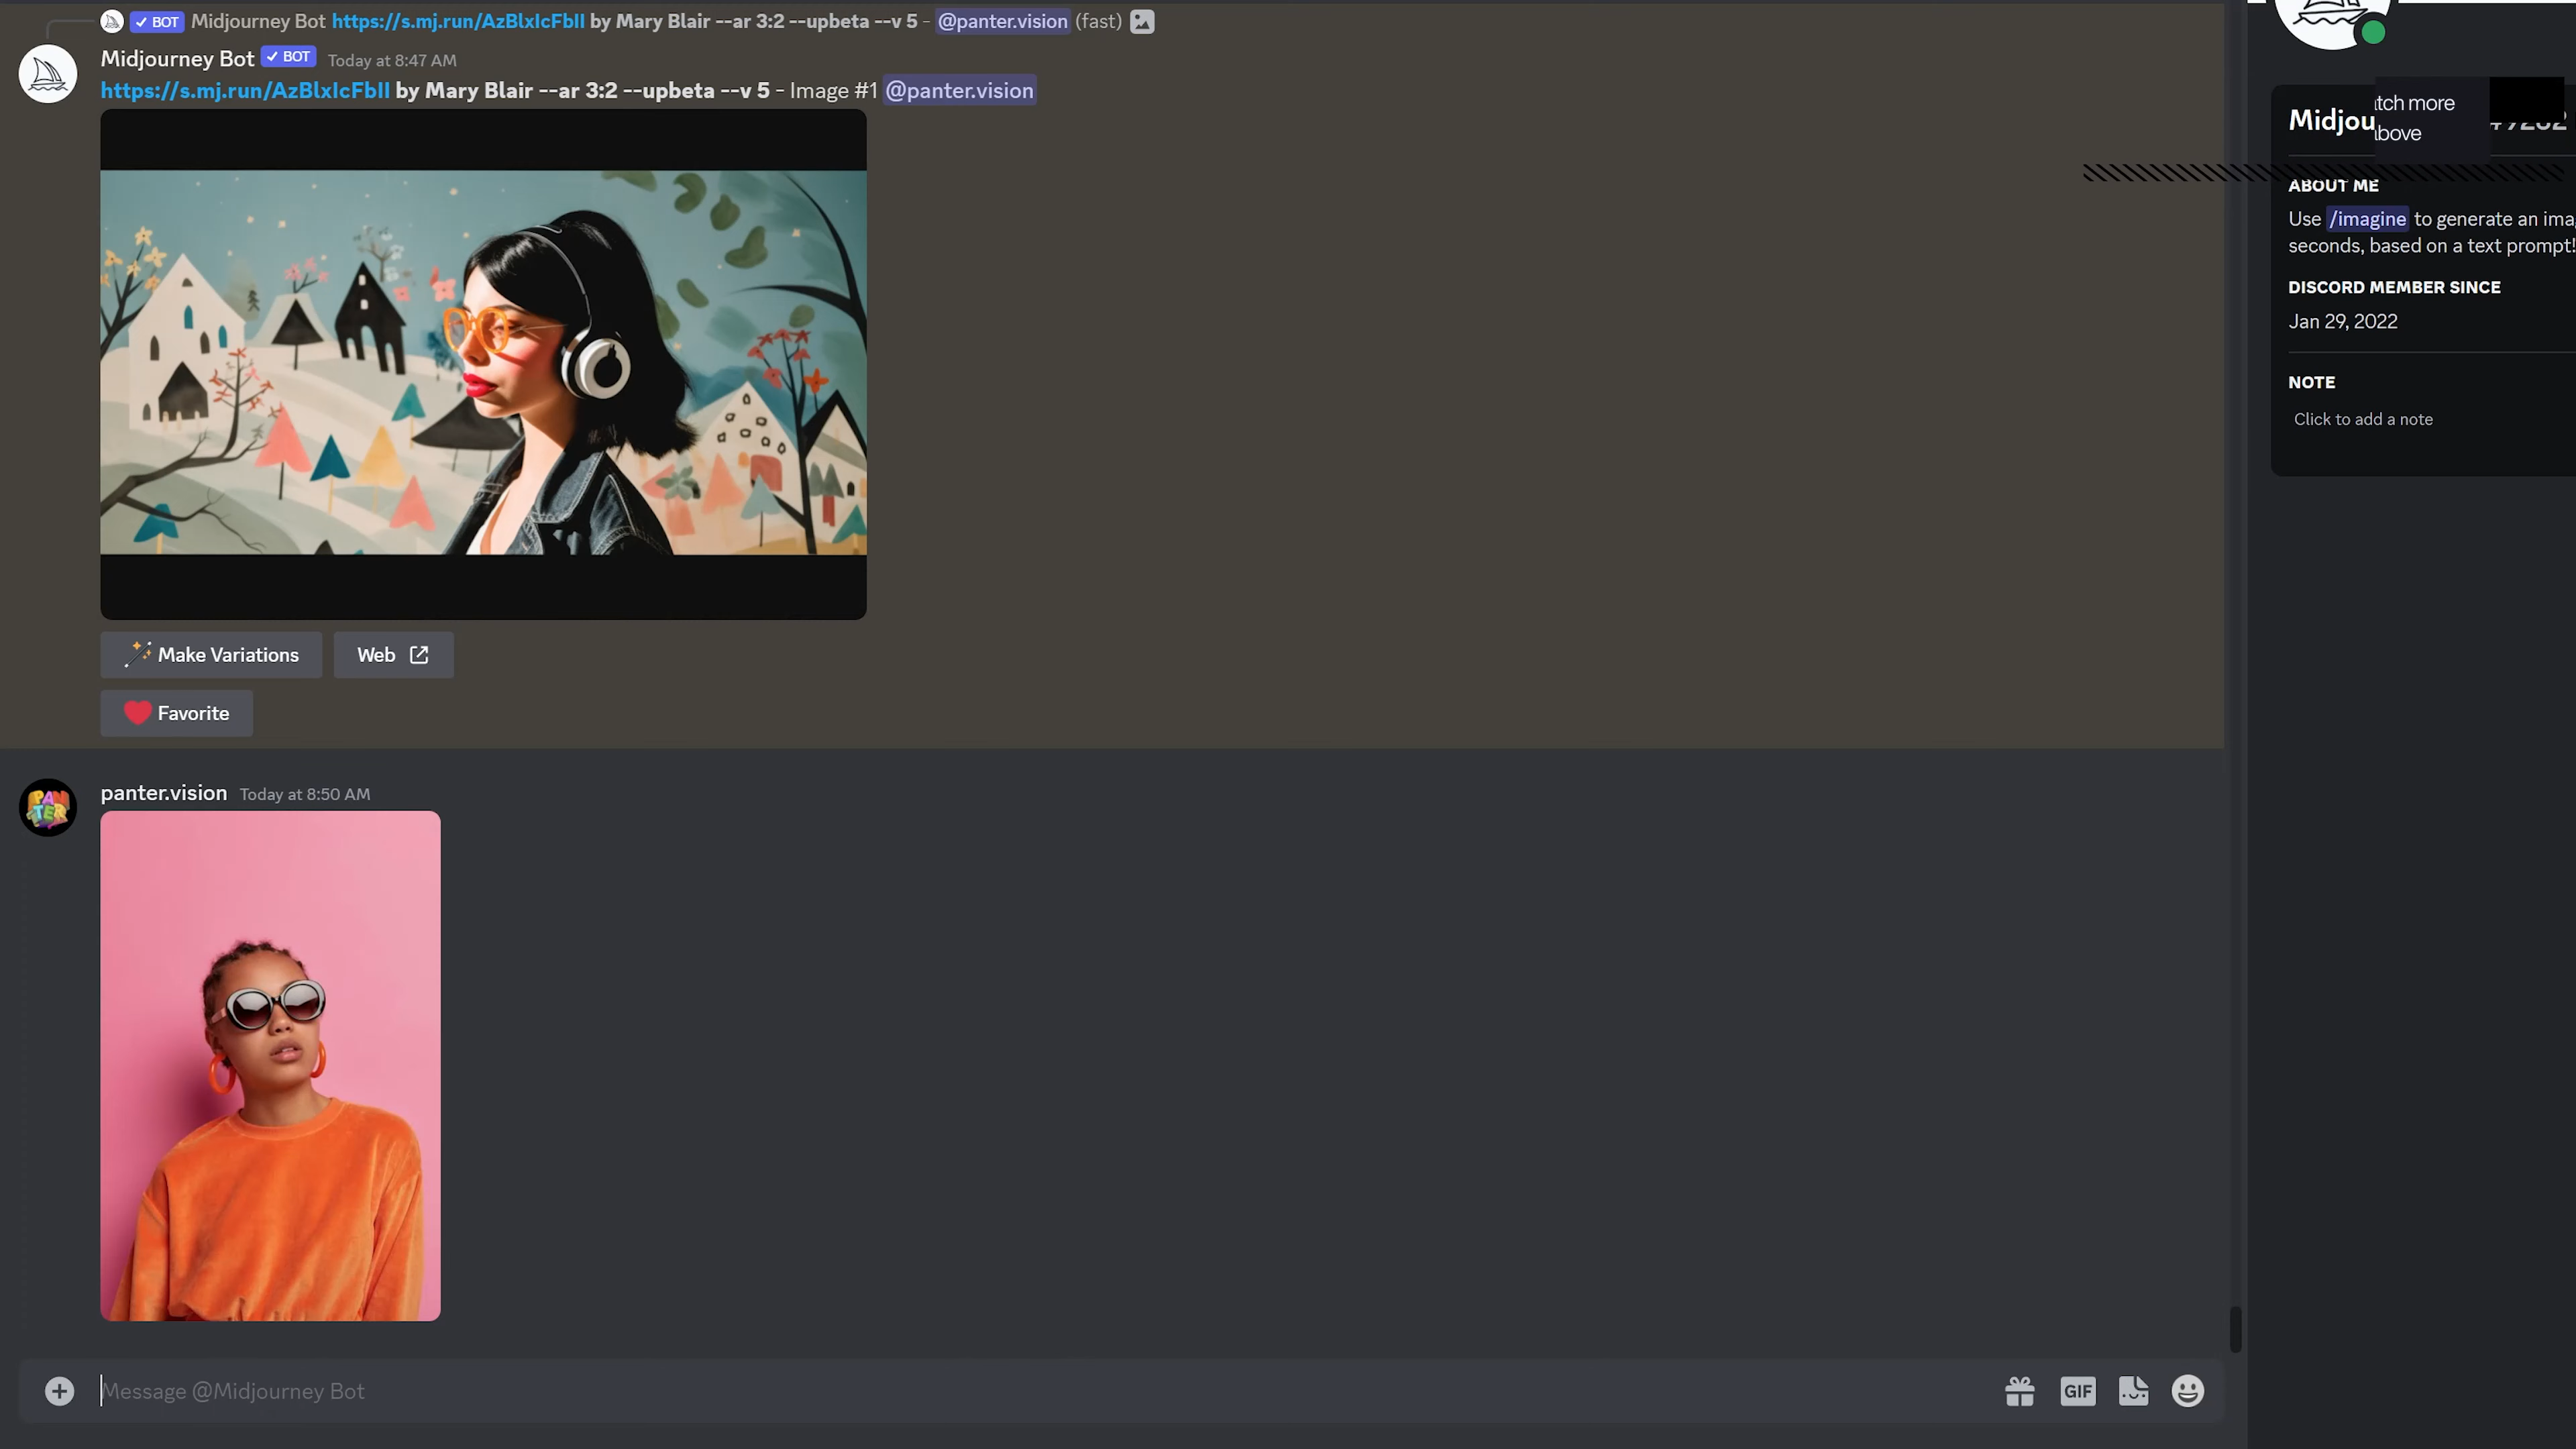 BOT Midjourney Bot https://s.mj.run/AzBlxIcFbII by Mary Blair --ar 3:2 --upbeta --v 5 - @panter.vision (fast)
Midjourney Bot BOT Today at 8:47 AM
https://s.mj.run/AzBlxIcFbII by Mary Blair --ar 3:2 --upbeta --v 5 - Image #1 @panter.vision
Make Variations
Web
Favorite
panter.vision Today at 8:50 AM
PANTER
Message @Midjourney Bot
GIF
Midjou
tch more
bove
ABOUT ME
Use /imagine to generate an ima
seconds, based on a text prompt!
DISCORD MEMBER SINCE
Jan 29, 2022
NOTE
Click to add a note